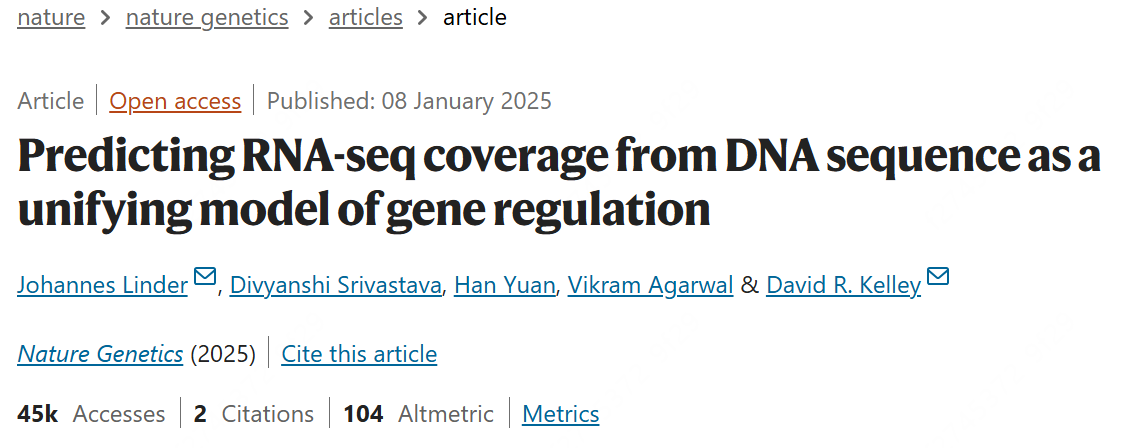 nature > nature genetics > articles > article
Article | Open access | Published: 08 January 2025
Predicting RNA-seq coverage from DNA sequence as a
unifying model of gene regulation
Johannes Linder, Divyanshi Srivastava, Han Yuan, Vikram Agarwal & David R. Kelley
Nature Genetics (2025) | Cite this article
45k Accesses | 2 Citations | 104 Altmetric | Metrics